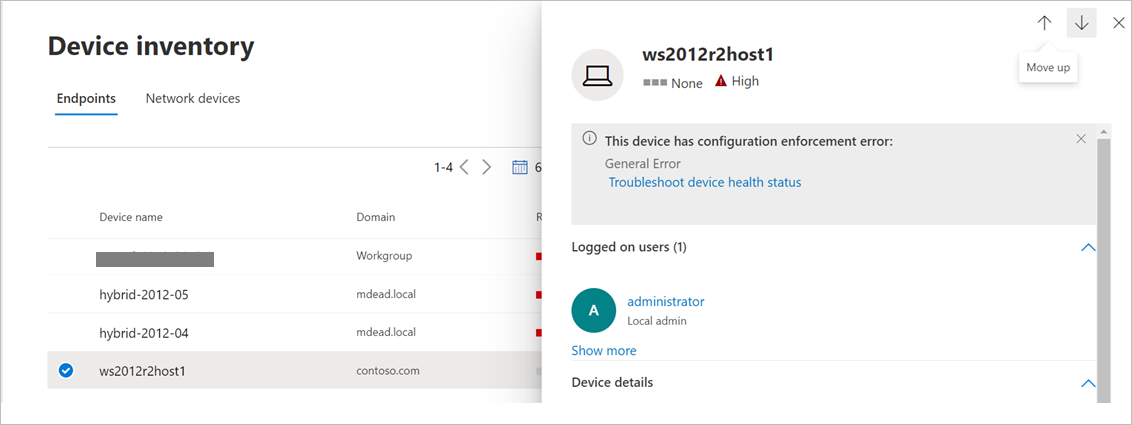 Device inventory
Endpoints
Network devices
1-4
6
Device name
Domain
R
Workgroup
hybrid-2012-05
mdead.local
hybrid-2012-04
mdead.local
ws2012r2host1
contoso.com
ws2012r2host1
None
High
Move up
This device has configuration enforcement error:
General Error
Troubleshoot device health status
Logged on users (1)
A
administrator
Local admin
Show more
Device details